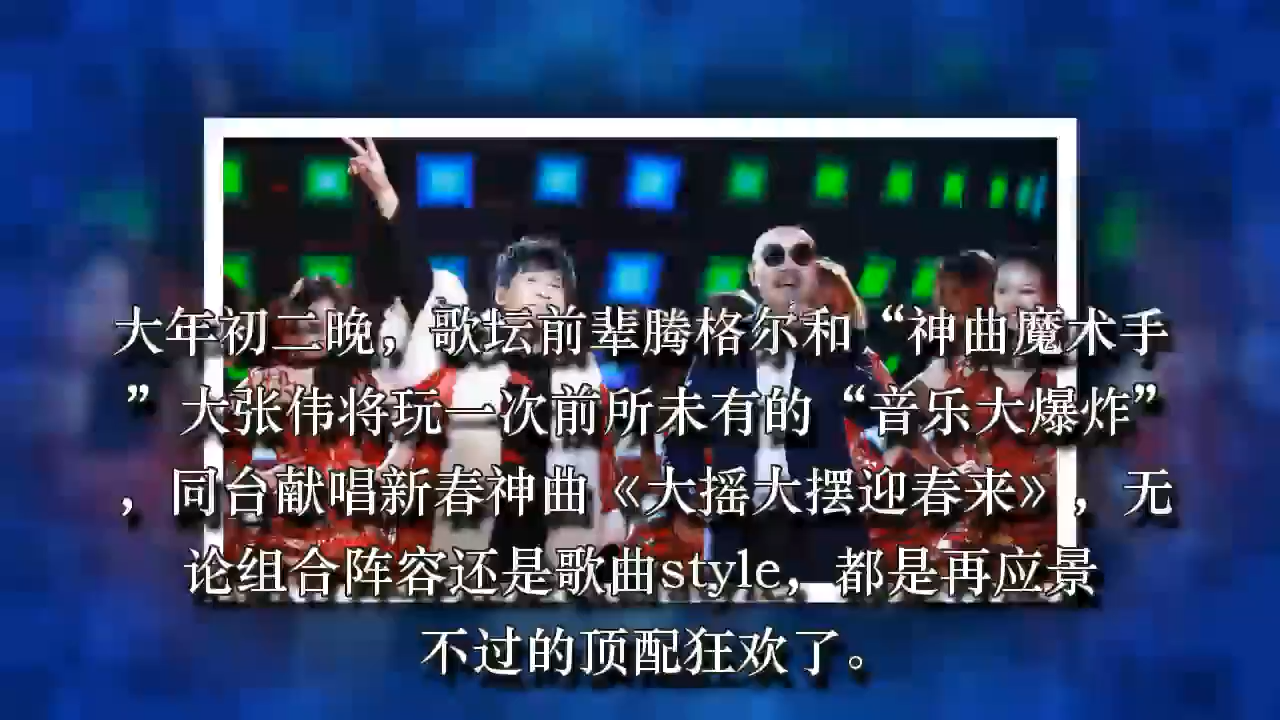 大年初二晚，歌坛前辈腾格尔和“神曲魔术手
”大张伟将玩一次前所未有的“音乐大爆炸”
，同台献唱新春神曲《大摇大摆迎春来》，无
论组合阵容还是歌曲style，都是再应景
不过的顶配狂欢了。